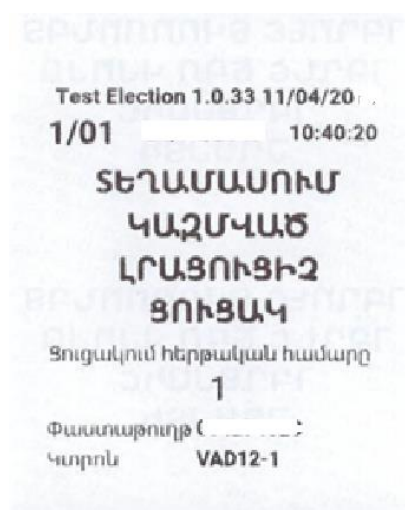 Test Election 1.0.33 11/04/20
1/01 10:40:20
ՏԵՂԱՄԱՍՈՒՄ
ԿԱԶՄՎԱԾ
ԼՐԱՑՈՒՑԻՉ
ՑՈՒՑԱԿ
Ցուցակում հերթական համարը
1
Փաստաթուղթ (
Կտրոն VAD12-1